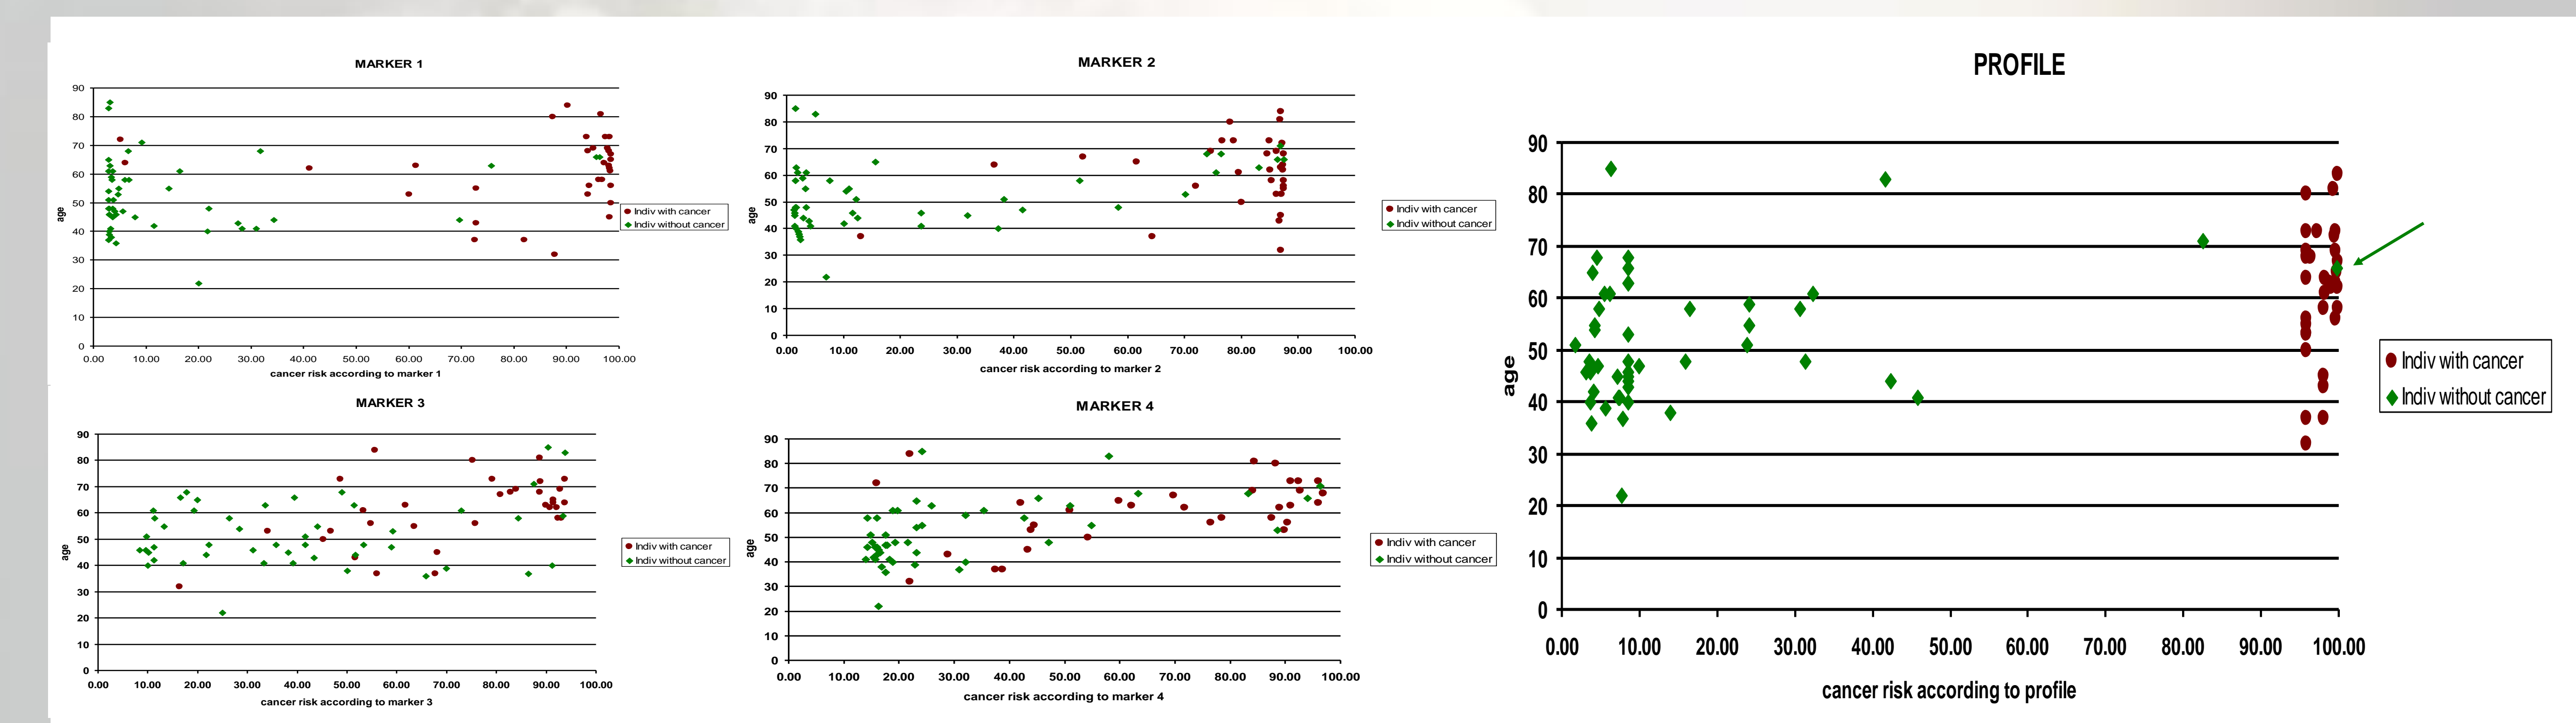 MARKER 1
90
80
70
60
50
40
30
20
10
0
age
0.00 10.00 20.00 30.00 40.00 50.00 60.00 70.00 80.00 90.00 100.00
cancer risk according to marker 1
Indiv with cancer
Indiv without cancer
MARKER 2
90
80
70
60
50
40
30
20
10
0
age
0.00 10.00 20.00 30.00 40.00 50.00 60.00 70.00 80.00 90.00 100.00
cancer risk according to marker 2
Indiv with cancer
Indiv without cancer
MARKER 3
90
80
70
60
50
40
30
20
10
0
age
0.00 10.00 20.00 30.00 40.00 50.00 60.00 70.00 80.00 90.00 100.00
cancer risk according to marker 3
Indiv with cancer
Indiv without cancer
MARKER 4
90
80
70
60
50
40
30
20
10
0
age
0.00 10.00 20.00 30.00 40.00 50.00 60.00 70.00 80.00 90.00 100.00
cancer risk according to marker 4
Indiv with cancer
Indiv without cancer
PROFILE
90
80
70
60
50
40
30
20
10
0
age
0.00 10.00 20.00 30.00 40.00 50.00 60.00 70.00 80.00 90.00 100.00
cancer risk according to profile
Indiv with cancer
Indiv without cancer